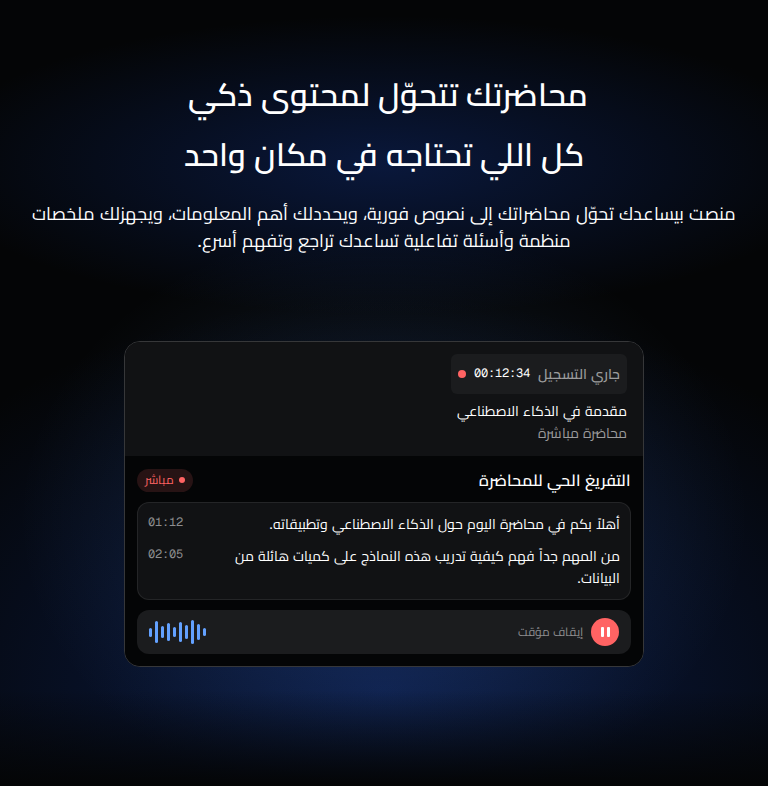 محاضرتك تتحوّل لمحتوى ذكي
كل اللي تحتاجه في مكان واحد
منصت بيساعدك تحوّل محاضراتك إلى نصوص فورية، ويحددلك أهم المعلومات، ويجهزلك ملخصات
منظمة وأسئلة تفاعلية تساعدك تراجع وتفهم أسرع.
جاري التسجيل 00:12:34
مقدمة في الذكاء الاصطناعي
محاضرة مباشرة
التفريغ الحي للمحاضرة مباشر
أهلاً بكم في محاضرة اليوم حول الذكاء الاصطناعي وتطبيقاته. 01:12
من المهم جداً فهم كيفية تدريب هذه النماذج على كميات هائلة من 02:05
البيانات.
إيقاف مؤقت